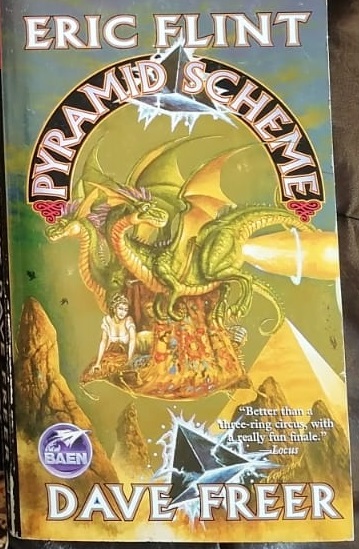 ERIC FLINT
PYRAMID SCHEME
"Better than a
three-ring circus, with
a really fun finale."
—Locus
BAEN
DAVE FREER